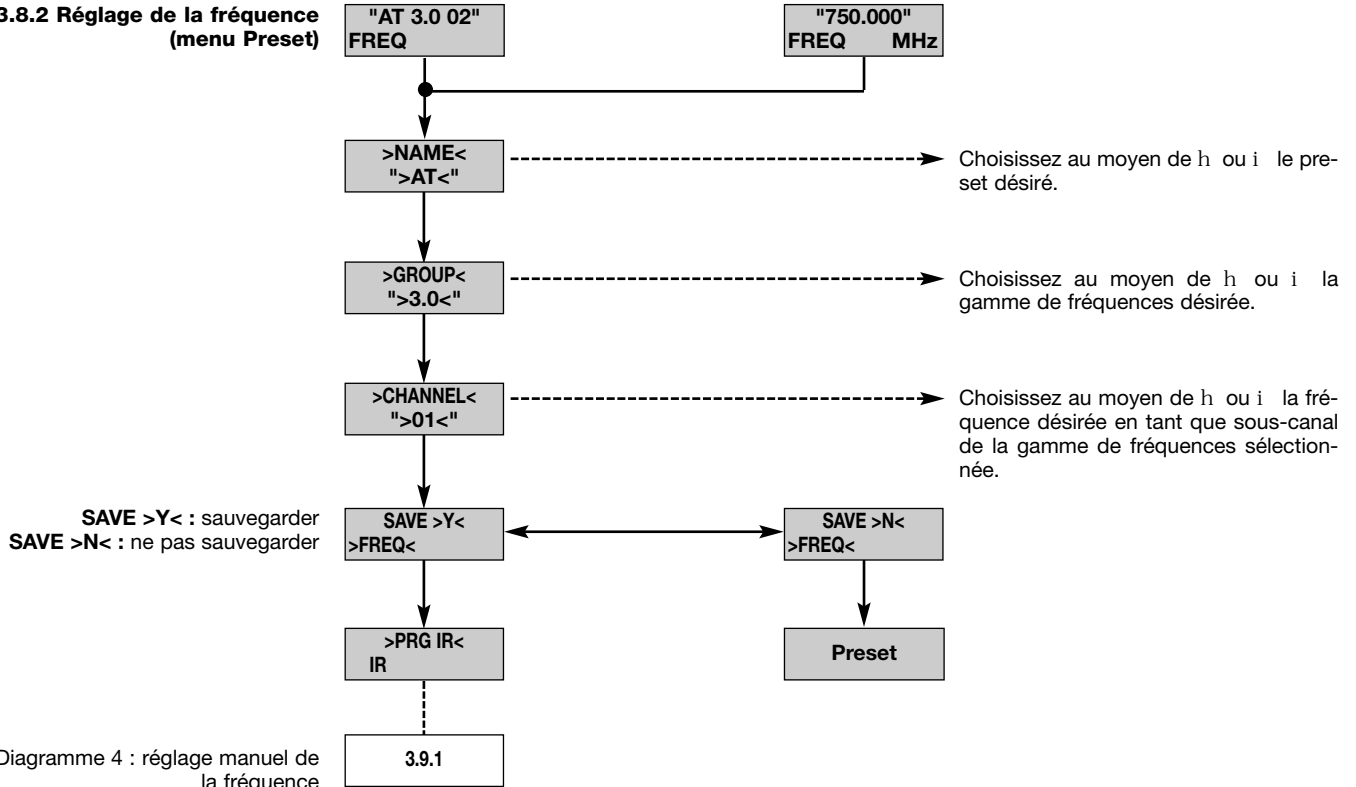 3.8.2 Réglage de la fréquence
(menu Preset)
"AT 3.0 02"
FREQ
"750.000"
FREQ MHz
>NAME<
">AT<"
Choisissez au moyen de h ou i le pre-
set désiré.
>GROUP<
">3.0<"
Choisissez au moyen de h ou i la
gamme de fréquences désirée.
>CHANNEL<
">01<"
Choisissez au moyen de h ou i la fré-
quence désirée en tant que sous-canal
de la gamme de fréquences sélection-
née.
SAVE >Y< : sauvegarder
SAVE >N< : ne pas sauvegarder
SAVE >Y<
>FREQ<
SAVE >N<
>FREQ<
>PRG IR<
IR
Preset
Diagramme 4 : réglage manuel de
la fréquence
3.9.1